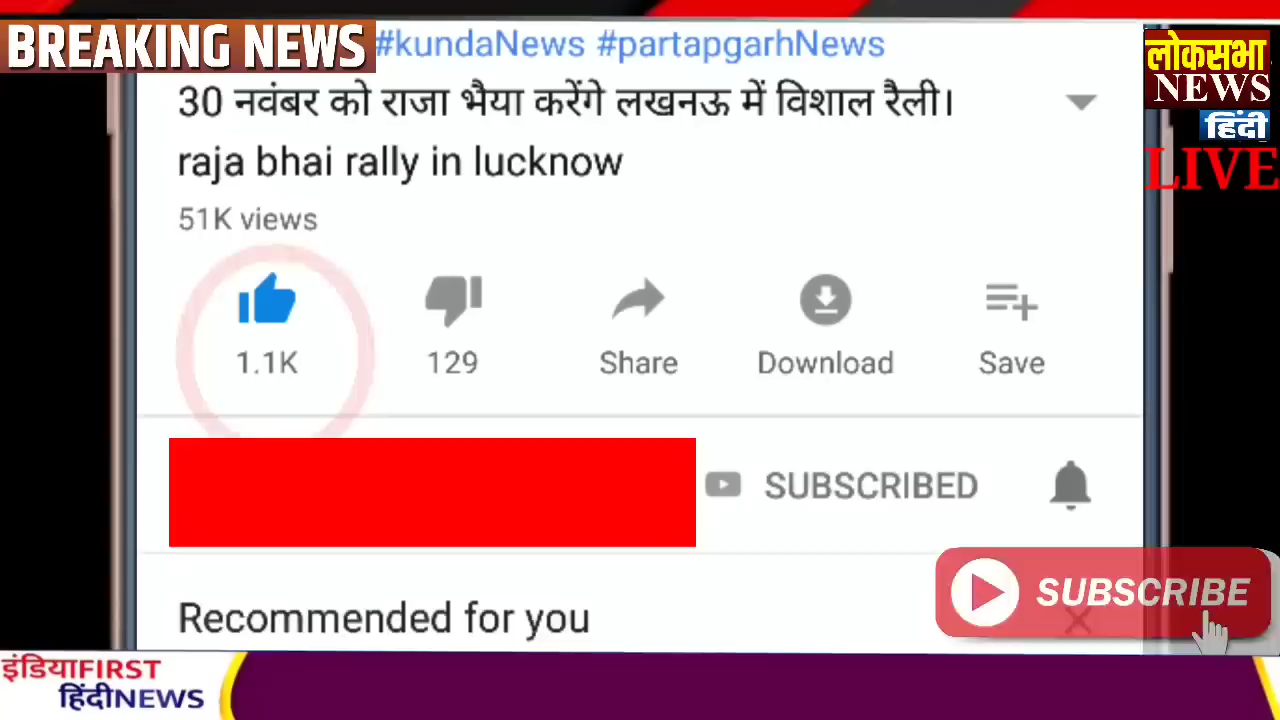 BREAKING NEWS
#kundaNews #partapgarhNews
लोकसभा
NEWS
हिंदी
LIVE
30 नवंबर को राजा भैया करेंगे लखनऊ में विशाल रैली।
raja bhai rally in lucknow
51K views
1.1K
129
Share
Download
Save
SUBSCRIBED
SUBSCRIBE
Recommended for you
इंडियाFIRST
हिंदीNEWS